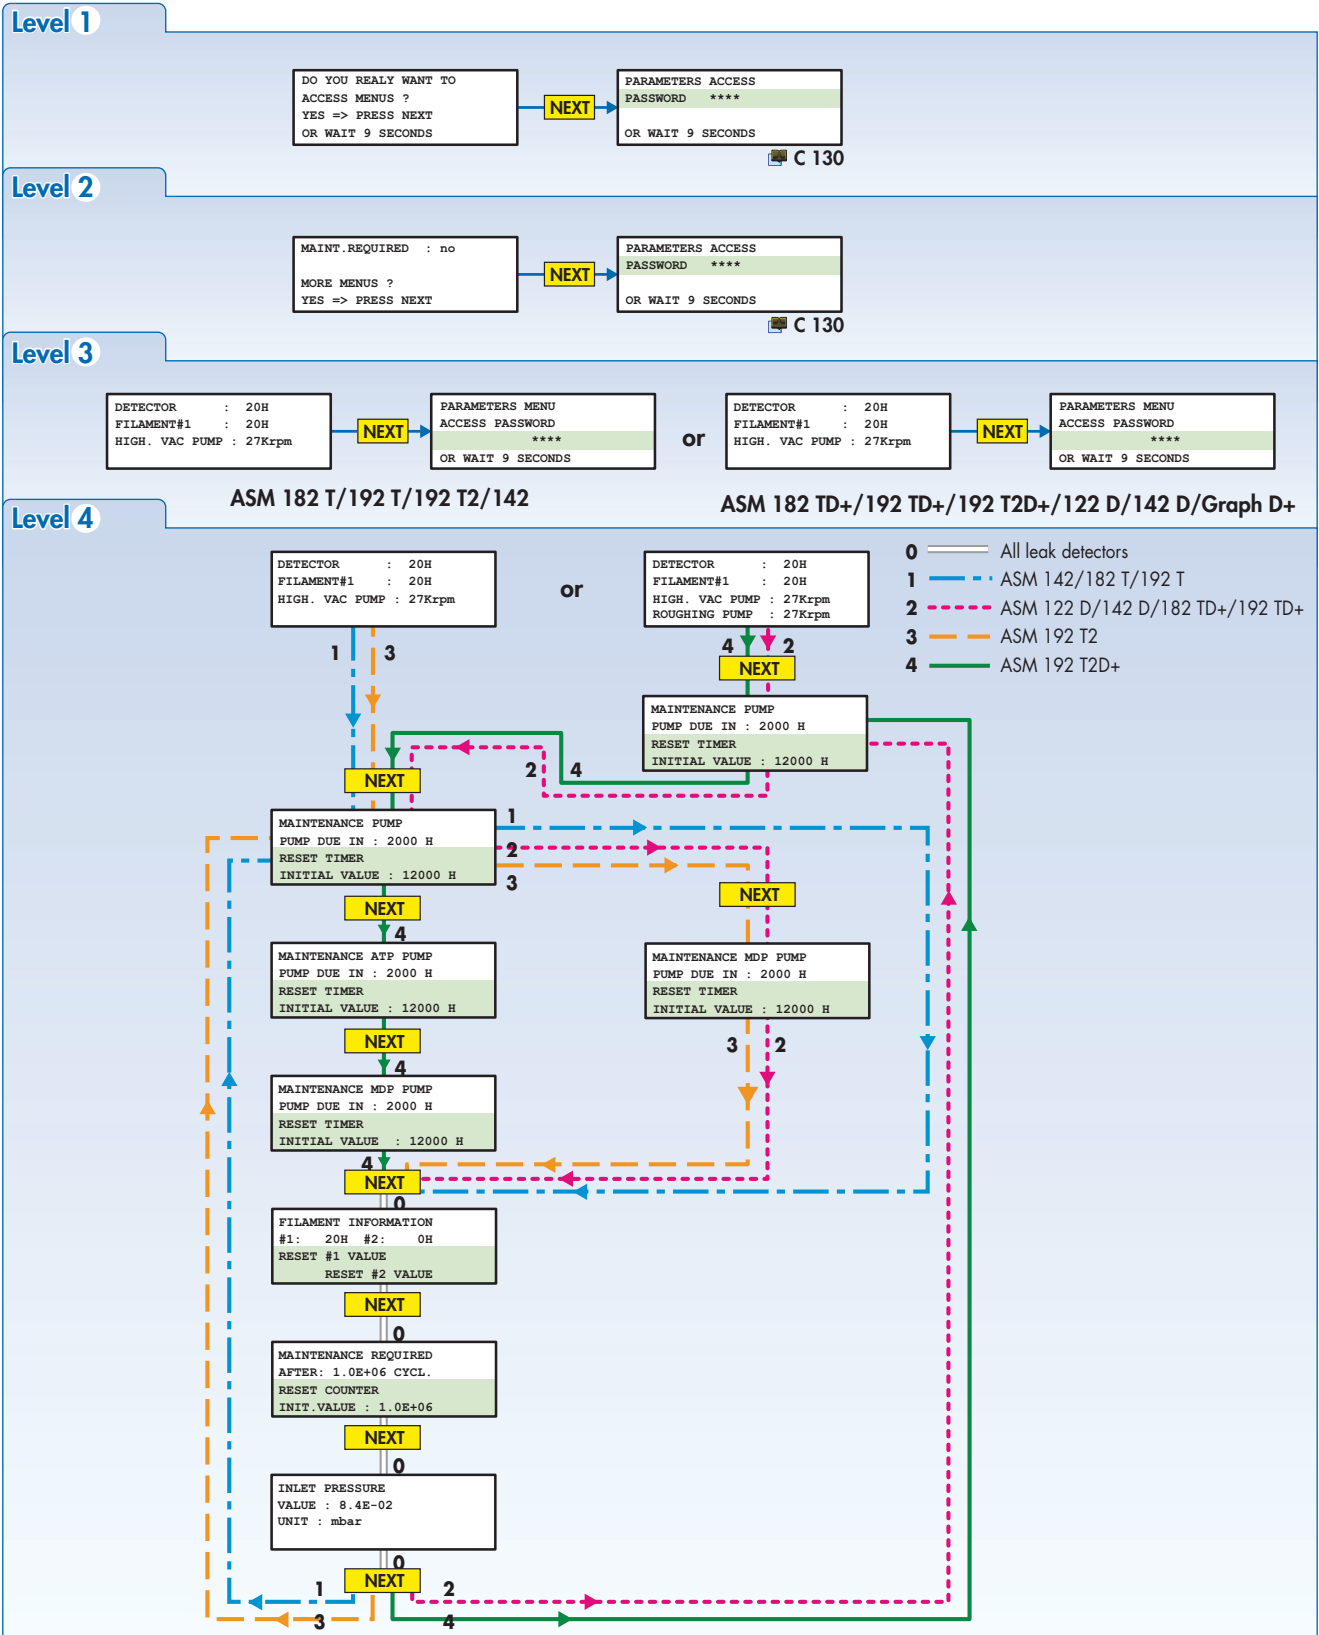 Level 1
DO YOU REALY WANT TO
ACCESS MENUS ?
YES => PRESS NEXT
OR WAIT 9 SECONDS
NEXT
PARAMETERS ACCESS
PASSWORD   ****
OR WAIT 9 SECONDS
C 130
Level 2
MAINT.REQUIRED  : no
MORE MENUS ?
YES => PRESS NEXT
NEXT
PARAMETERS ACCESS
PASSWORD   ****
OR WAIT 9 SECONDS
C 130
Level 3
DETECTOR      :  20H
FILAMENT#1    :  20H
HIGH. VAC PUMP : 27Krpm
NEXT
PARAMETERS MENU
ACCESS PASSWORD
****
OR WAIT 9 SECONDS
ASM 182 T/192 T/192 T2/142
or
DETECTOR      :  20H
FILAMENT#1    :  20H
HIGH. VAC PUMP : 27Krpm
NEXT
PARAMETERS MENU
ACCESS PASSWORD
****
OR WAIT 9 SECONDS
ASM 182 TD+/192 TD+/192 T2D+/122 D/142 D/Graph D+
Level 4
0 All leak detectors
1 ASM 142/182 T/192 T
2 ASM 122 D/142 D/182 TD+/192 TD+
3 ASM 192 T2
4 ASM 192 T2D+
DETECTOR      :  20H
FILAMENT#1    :  20H
HIGH. VAC PUMP : 27Krpm
or
DETECTOR      :  20H
FILAMENT#1    :  20H
HIGH. VAC PUMP : 27Krpm
ROUGHING PUMP  : 27Krpm
1
3
4
2
NEXT
MAINTENANCE PUMP
PUMP DUE IN : 2000 H
RESET TIMER
INITIAL VALUE : 12000 H
2
4
NEXT
MAINTENANCE PUMP
PUMP DUE IN : 2000 H
RESET TIMER
INITIAL VALUE : 12000 H
1
2
3
NEXT
NEXT
4
MAINTENANCE ATP PUMP
PUMP DUE IN : 2000 H
RESET TIMER
INITIAL VALUE : 12000 H
MAINTENANCE MDP PUMP
PUMP DUE IN : 2000 H
RESET TIMER
INITIAL VALUE : 12000 H
NEXT
3
2
4
MAINTENANCE MDP PUMP
PUMP DUE IN : 2000 H
RESET TIMER
INITIAL VALUE  : 12000 H
4
NEXT
0
FILAMENT INFORMATION
#1:   20H  #2:    0H
RESET #1 VALUE
RESET #2 VALUE
NEXT
0
MAINTENANCE REQUIRED
AFTER: 1.0E+06 CYCL.
RESET COUNTER
INIT.VALUE : 1.0E+06
NEXT
0
INLET PRESSURE
VALUE : 8.4E-02
UNIT : mbar
0
NEXT
1
2
3
4